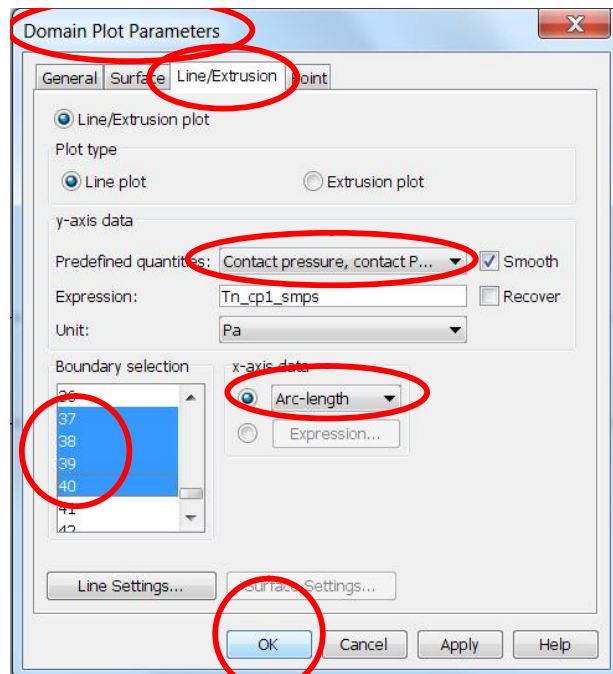 Domain Plot Parameters
X
General Surface Line/Extrusion Point
Line/Extrusion plot
Plot type
Line plot Extrusion plot
y-axis data
Predefined quantities: Contact pressure, contact P... Smooth
Expression: Tn_cp1_smps Recover
Unit: Pa
Boundary selection x-axis data
36
37
38
39
40
41
42
Arc-length
Expression...
Line Settings... Surface Settings...
OK Cancel Apply Help